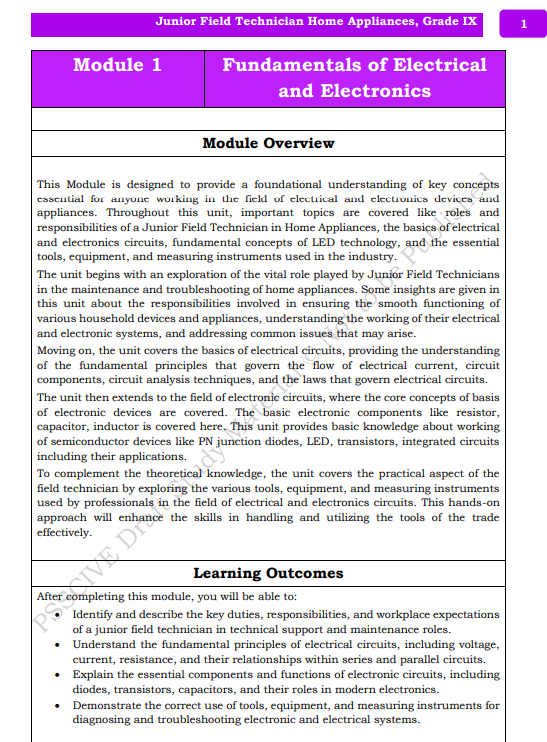 Junior Field Technician Home Appliances, Grade IX
1
Module 1
Fundamentals of Electrical
and Electronics
Module Overview
This Module is designed to provide a foundational understanding of key concepts
essential for anyone working in the field of electrical and electronics devices and
appliances. Throughout this unit, important topics are covered like roles and
responsibilities of a Junior Field Technician in Home Appliances, the basics of electrical
and electronics circuits, fundamental concepts of LED technology, and the essential
tools, equipment, and measuring instruments used in the industry.
The unit begins with an exploration of the vital role played by Junior Field Technicians
in the maintenance and troubleshooting of home appliances. Some insights are given in
this unit about the responsibilities involved in ensuring the smooth functioning of
various household devices and appliances, understanding the working of their electrical
and electronic systems, and addressing common issues that may arise.
Moving on, the unit covers the basics of electrical circuits, providing the understanding
of the fundamental principles that govern the flow of electrical current, circuit
components, circuit analysis techniques, and the laws that govern electrical circuits.
The unit then extends to the field of electronic circuits, where the core concepts of basis
of electronic devices are covered. The basic electronic components like resistor,
capacitor, inductor is covered here. This unit provides basic knowledge about working
of semiconductor devices like PN junction diodes, LED, transistors, integrated circuits
including their applications.
To complement the theoretical knowledge, the unit covers the practical aspect of the
field technician by exploring the various tools, equipment, and measuring instruments
used by professionals in the field of electrical and electronics circuits. This hands-on
approach will enhance the skills in handling and utilizing the tools of the trade
effectively.
Learning Outcomes
After completing this module, you will be able to:
• Identify and describe the key duties, responsibilities, and workplace expectations
of a junior field technician in technical support and maintenance roles.
• Understand the fundamental principles of electrical circuits, including voltage,
current, resistance, and their relationships within series and parallel circuits.
• Explain the essential components and functions of electronic circuits, including
diodes, transistors, capacitors, and their roles in modern electronics.
• Demonstrate the correct use of tools, equipment, and measuring instruments for
diagnosing and troubleshooting electronic and electrical systems.
PSSCIVE Draft Study Material © Not to be Published